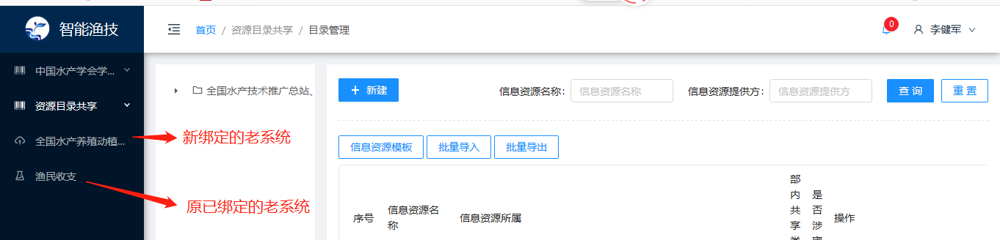 智能渔技
首页 / 资源目录共享 / 目录管理
0
李健军
中国水产学会学...
资源目录共享
全国水产养殖动植...
渔民收支
新绑定的老系统
原已绑定的老系统
全国水产技术推广总站、
+ 新建
信息资源名称: 信息资源名称
信息资源提供方: 信息资源提供方
查 询
重 置
信息资源模板
批量导入
批量导出
序号
信息资源名
称
信息资源所属
部
内
共
享
类
是
否
涉
密
操作